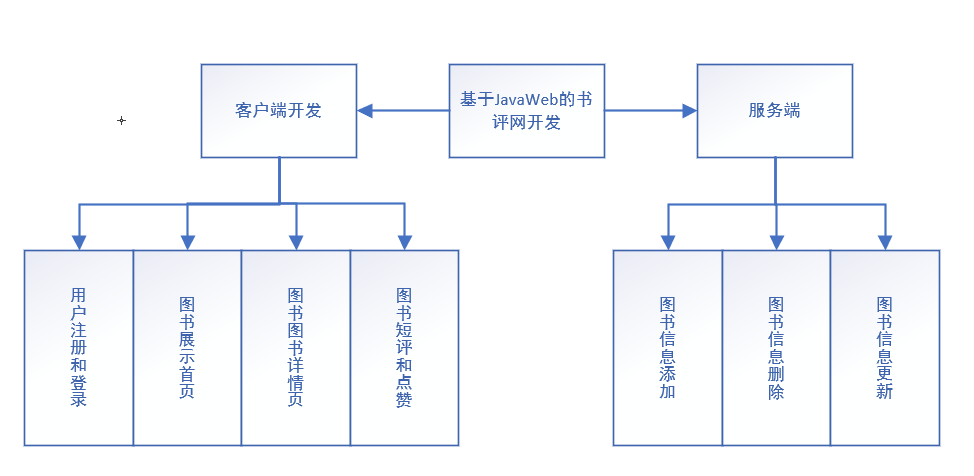 客户端开发
基于JavaWeb的书
评网开发
服务端
用户注册和登录
图书展示首页
图书图书详情页
图书短评和点赞
图书信息添加
图书信息删除
图书信息更新